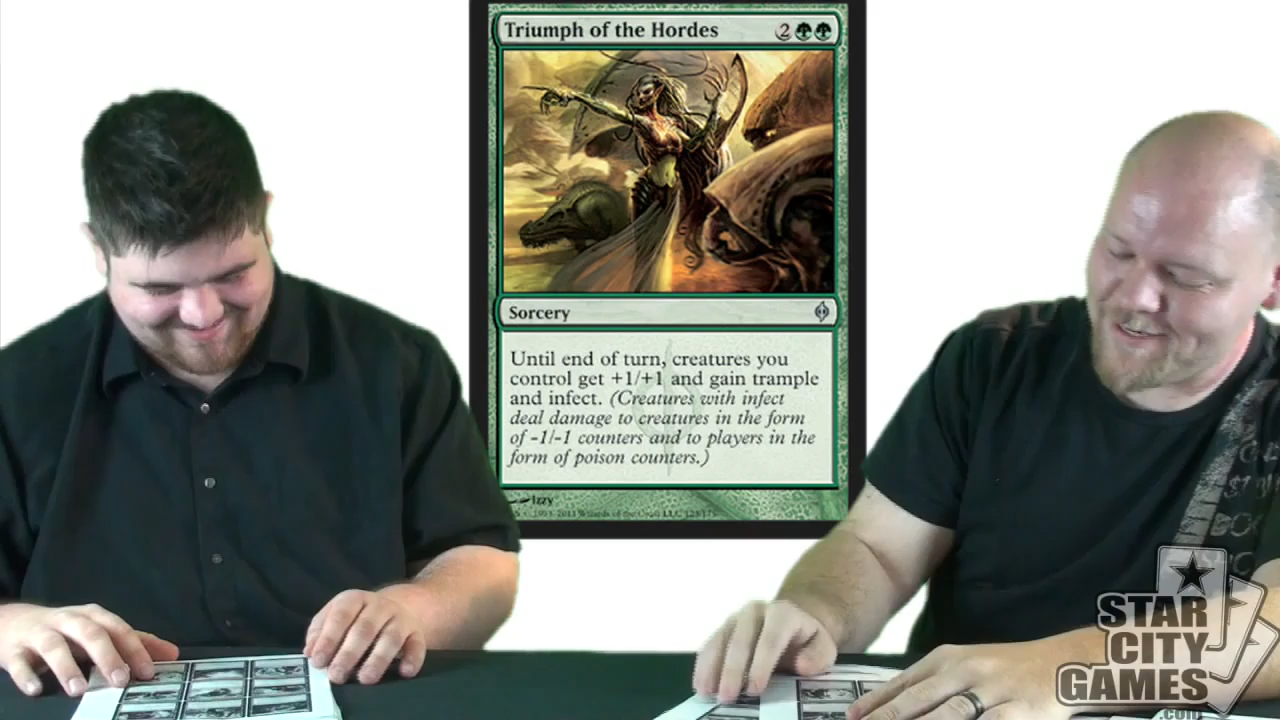 Triumph of the Hordes 2
Sorcery
Until end of turn, creatures you
control get +1/+1 and gain trample
and infect. (Creatures with infect
deal damage to creatures in the form
of -1/-1 counters and to players in the
form of poison counters.)
Izzy
STAR
CITY
GAMES
.com